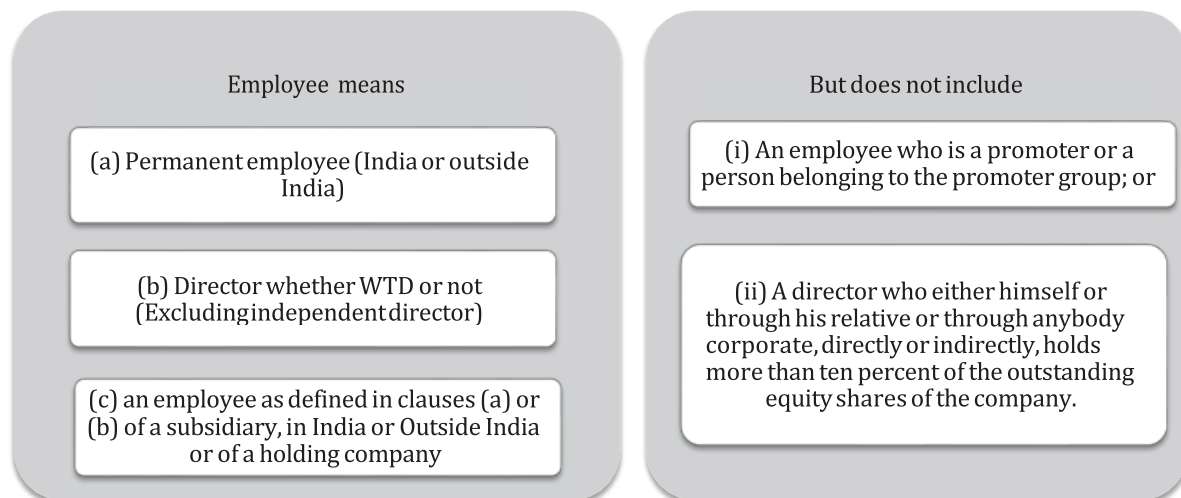 Employee means
(a) Permanent employee (India or outside
India)
(b) Director whether WTD or not
(Excluding independent director)
(c) an employee as defined in clauses (a) or
(b) of a subsidiary, in India or Outside India
or of a holding company
But does not include
(i) An employee who is a promoter or a
person belonging to the promoter group; or
(ii) A director who either himself or
through his relative or through anybody
corporate, directly or indirectly, holds
more than ten percent of the outstanding
equity shares of the company.